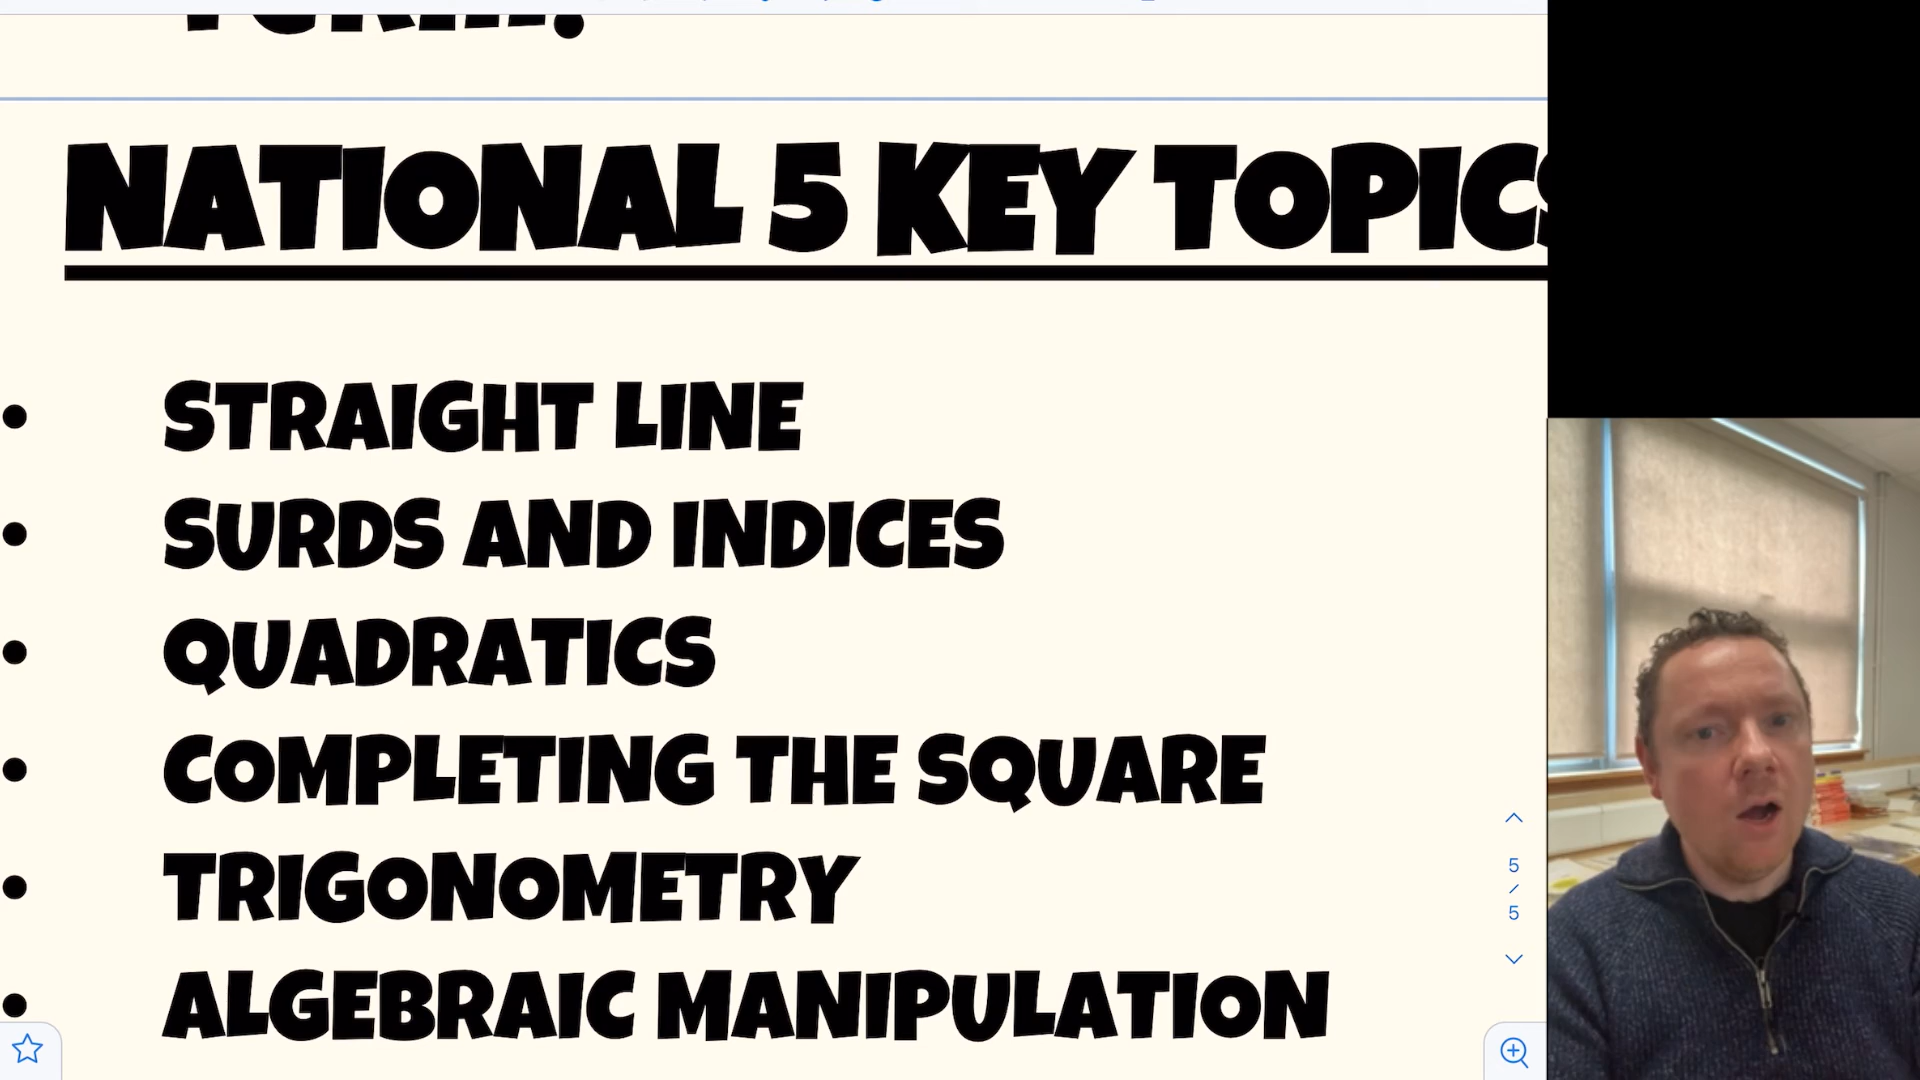 NATIONAL 5 KEY TOPICS
• STRAIGHT LINE
• SURDS AND INDICES
• QUADRATICS
• COMPLETING THE SQUARE
• TRIGONOMETRY
• ALGEBRAIC MANIPULATION
5
/
5